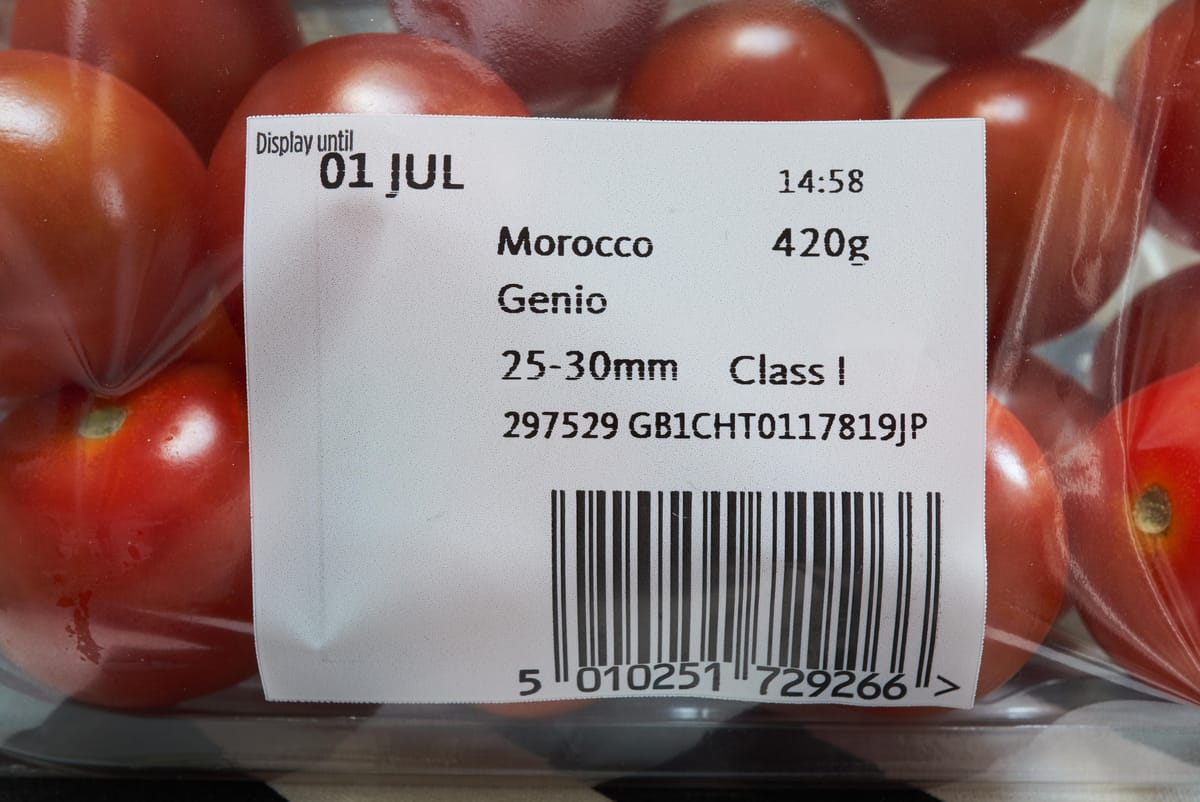 Display until
01 JUL
14:58
Morocco 420g
Genio
25-30mm Class I
297529 GB1CHT0117819JP
5 010251 729266 >